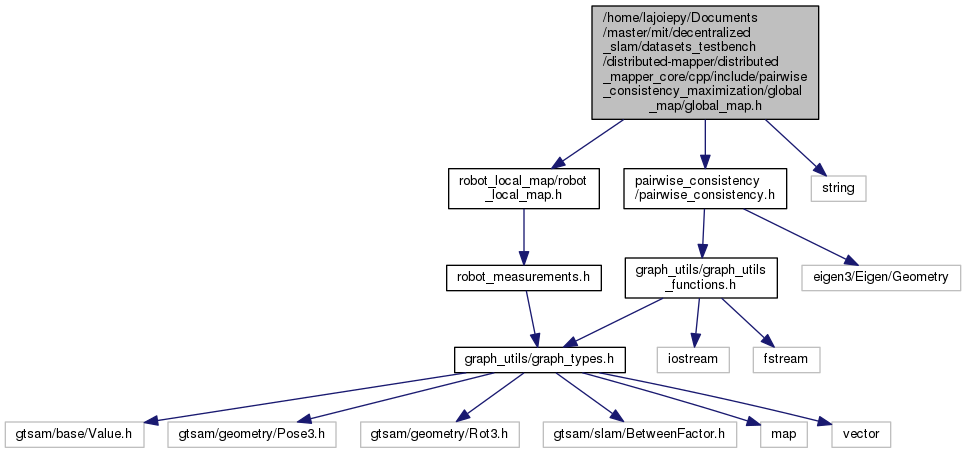 /home/lajoiepy/Documents
/master/mit/decentralized
_slam/datasets_testbench
/distributed-mapper/distributed
_mapper_core/cpp/include/pairwise
_consistency_maximization/global
_map/global_map.h
robot_local_map/robot
_local_map.h
pairwise_consistency
/pairwise_consistency.h
string
robot_measurements.h
graph_utils/graph_utils
_functions.h
eigen3/Eigen/Geometry
graph_utils/graph_types.h
iostream
fstream
gtsam/base/Value.h
gtsam/geometry/Pose3.h
gtsam/geometry/Rot3.h
gtsam/slam/BetweenFactor.h
map
vector